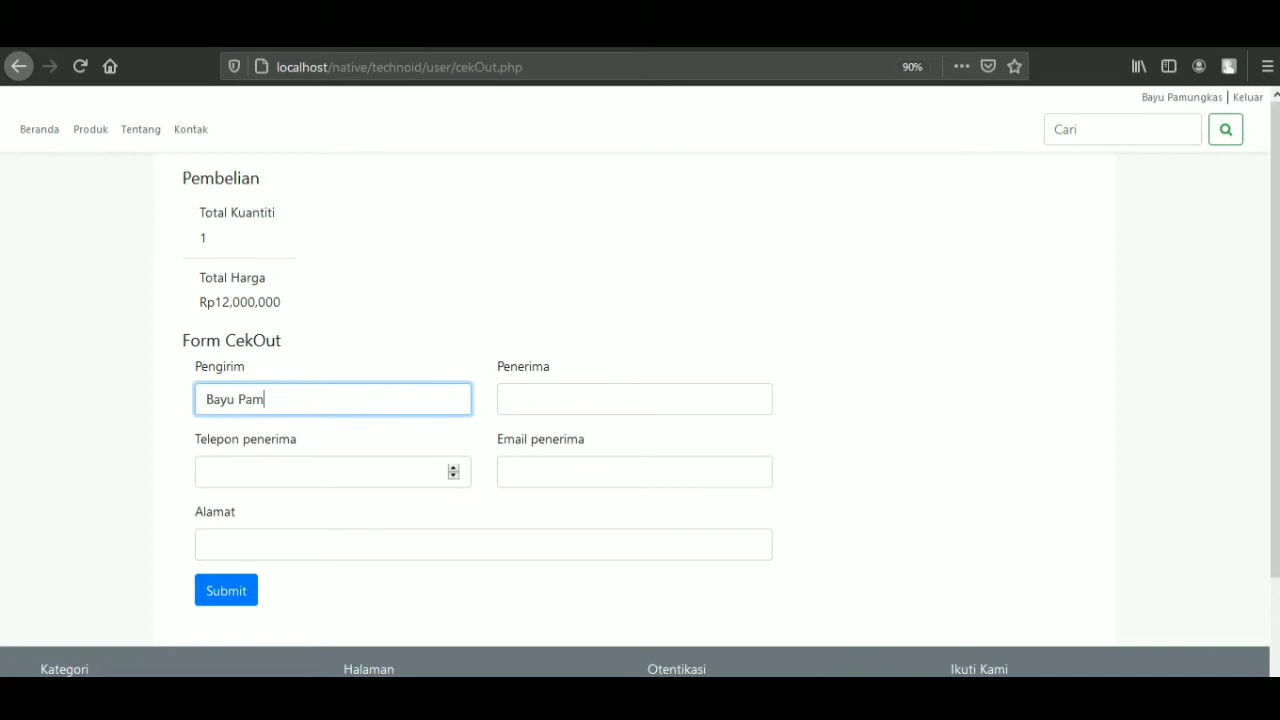 localhost/native/technoid/user/cekOut.php
90%
Bayu Pamungkas | Keluar
Beranda Produk Tentang Kontak
Cari
Pembelian
Total Kuantiti
1
Total Harga
Rp12,000,000
Form CekOut
Pengirim Penerima
Bayu Pam
Telepon penerima Email penerima
Alamat
Submit
Kategori Halaman Otentikasi Ikuti Kami